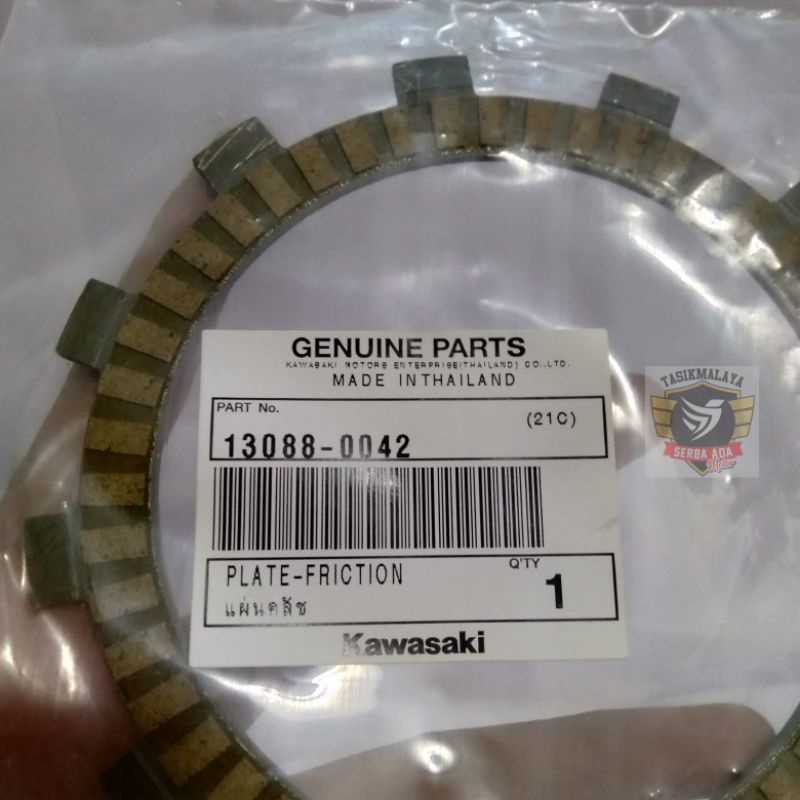 GENUINE PARTS
KAWASAKI MOTORS ENTERPRISE(THAILAND) CO.,LTD.
MADE INTHAILAND
PART No.
(21C)
13088-0042
PLATE-FRICTION
Q'TY
1
แผ่นคลัช
Kawasaki
TASIKMALAYA
SERBA ADA
Motor